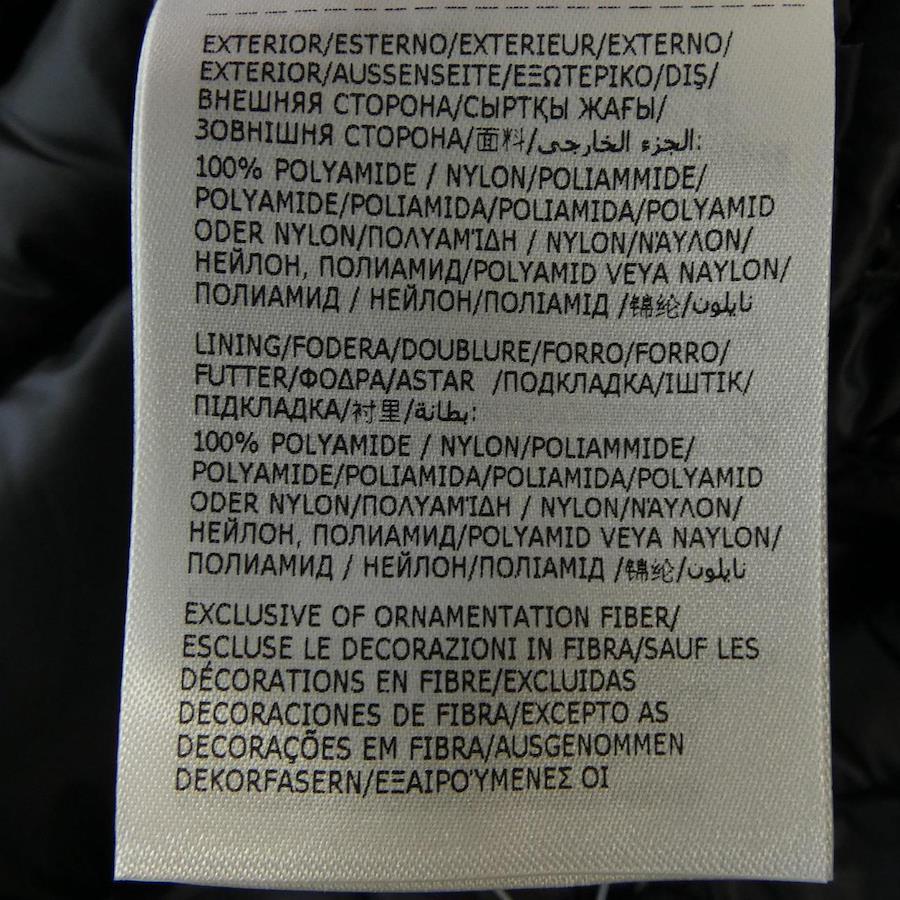 EXTERIOR/ESTERNO/EXTERIEUR/EXTERNO/
EXTERIOR/AUSSENSEITE/ΕΞΩΤΕΡΙΚΟ/DIŞ/
ВНЕШНЯЯ СТОРОНА/СЫРТҚЫ ЖАҒЫ/
ЗОВНІШНЯ СТОРОНА/面料/الجزء الخارجي:
100% POLYAMIDE / NYLON/POLIAMMIDE/
POLYAMIDE/POLIAMIDA/POLIAMIDA/POLYAMID
ODER NYLON/ΠΟΛΥΑΜΊΔΗ / NYLON/ΝΆΥΛΟΝ/
НЕЙЛОН, ПОЛИАМИД/POLYAMID VEYA NAYLON/
ПОЛИАМИД / НЕЙЛОН/ПОЛІАМІД /锦纶/نايلون
LINING/FODERA/DOUBLURE/FORRO/FORRO/
FUTTER/ΦΟΔΡΑ/ASTAR /ПОДКЛАДКА/ІШТІК/
ПІДКЛАДКА/衬里/بطانة:
100% POLYAMIDE / NYLON/POLIAMMIDE/
POLYAMIDE/POLIAMIDA/POLIAMIDA/POLYAMID
ODER NYLON/ΠΟΛΥΑΜΊΔΗ / NYLON/ΝΆΥΛΟΝ/
НЕЙЛОН, ПОЛИАМИД/POLYAMID VEYA NAYLON/
ПОЛИАМИД / НЕЙЛОН/ПОЛІАМІД /锦纶/نايلون
EXCLUSIVE OF ORNAMENTATION FIBER/
ESCLUSE LE DECORAZIONI IN FIBRA/SAUF LES
DÉCORATIONS EN FIBRE/EXCLUIDAS
DECORACIONES DE FIBRA/EXCEPTO AS
DECORAÇÕES EM FIBRA/AUSGENOMMEN
DEKORFASERN/ΕΞΑΙΡΟΎΜΕΝΕΣ ΟΙ